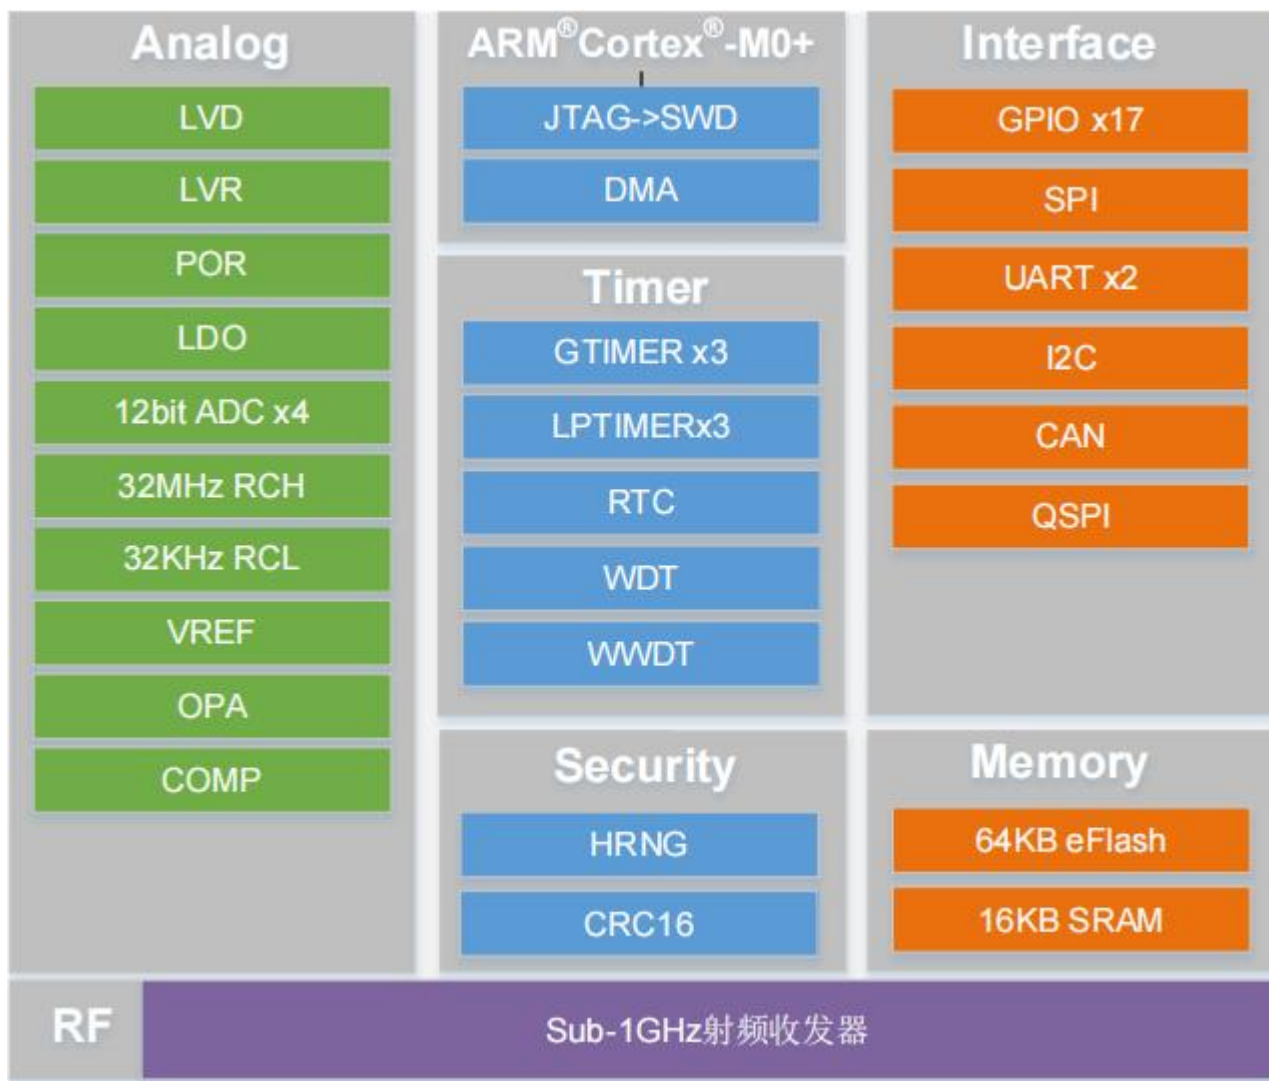 Analog
LVD
LVR
POR
LDO
12bit ADC x4
32MHz RCH
32KHz RCL
VREF
OPA
COMP
ARM®Cortex®-M0+
JTAG->SWD
DMA
Timer
GTIMER x3
LPTIMERx3
RTC
WDT
WWDT
Security
HRNG
CRC16
Interface
GPIO x17
SPI
UART x2
I2C
CAN
QSPI
Memory
64KB eFlash
16KB SRAM
RF
Sub-1GHz射频收发器